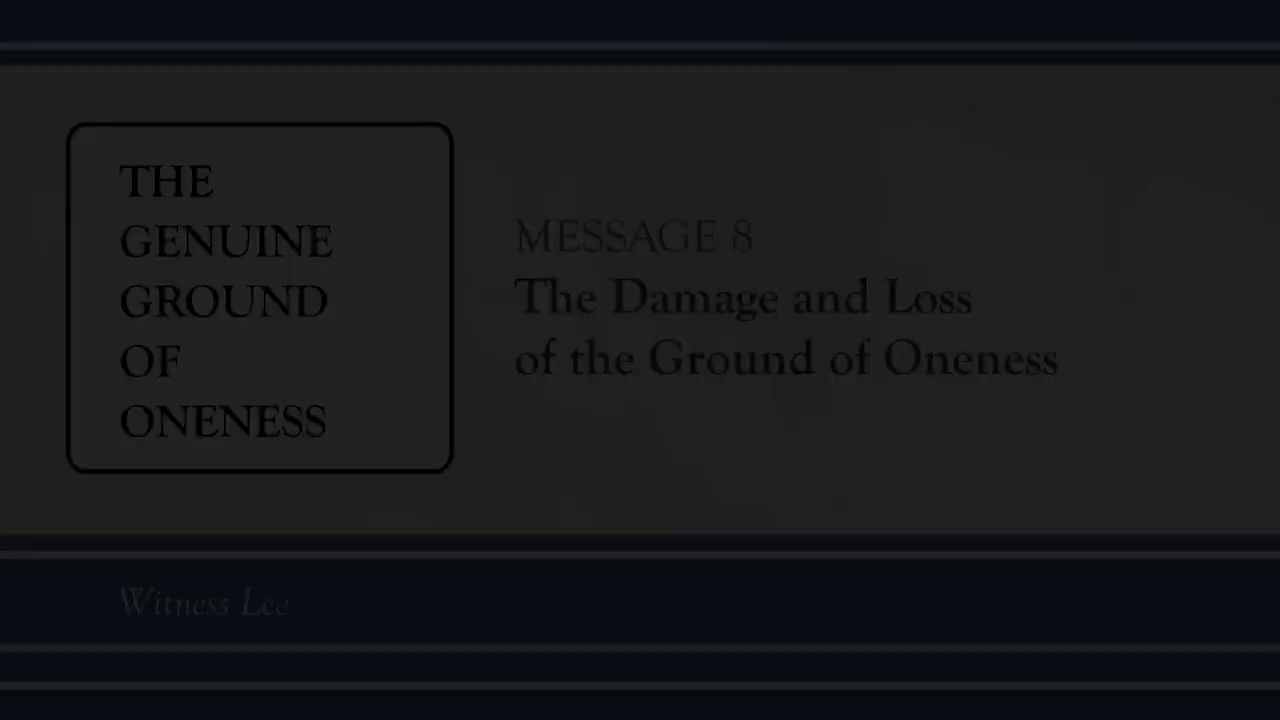 THE
GENUINE
GROUND
OF
ONENESS
MESSAGE 8
The Damage and Loss
of the Ground of Oneness
Witness Lee